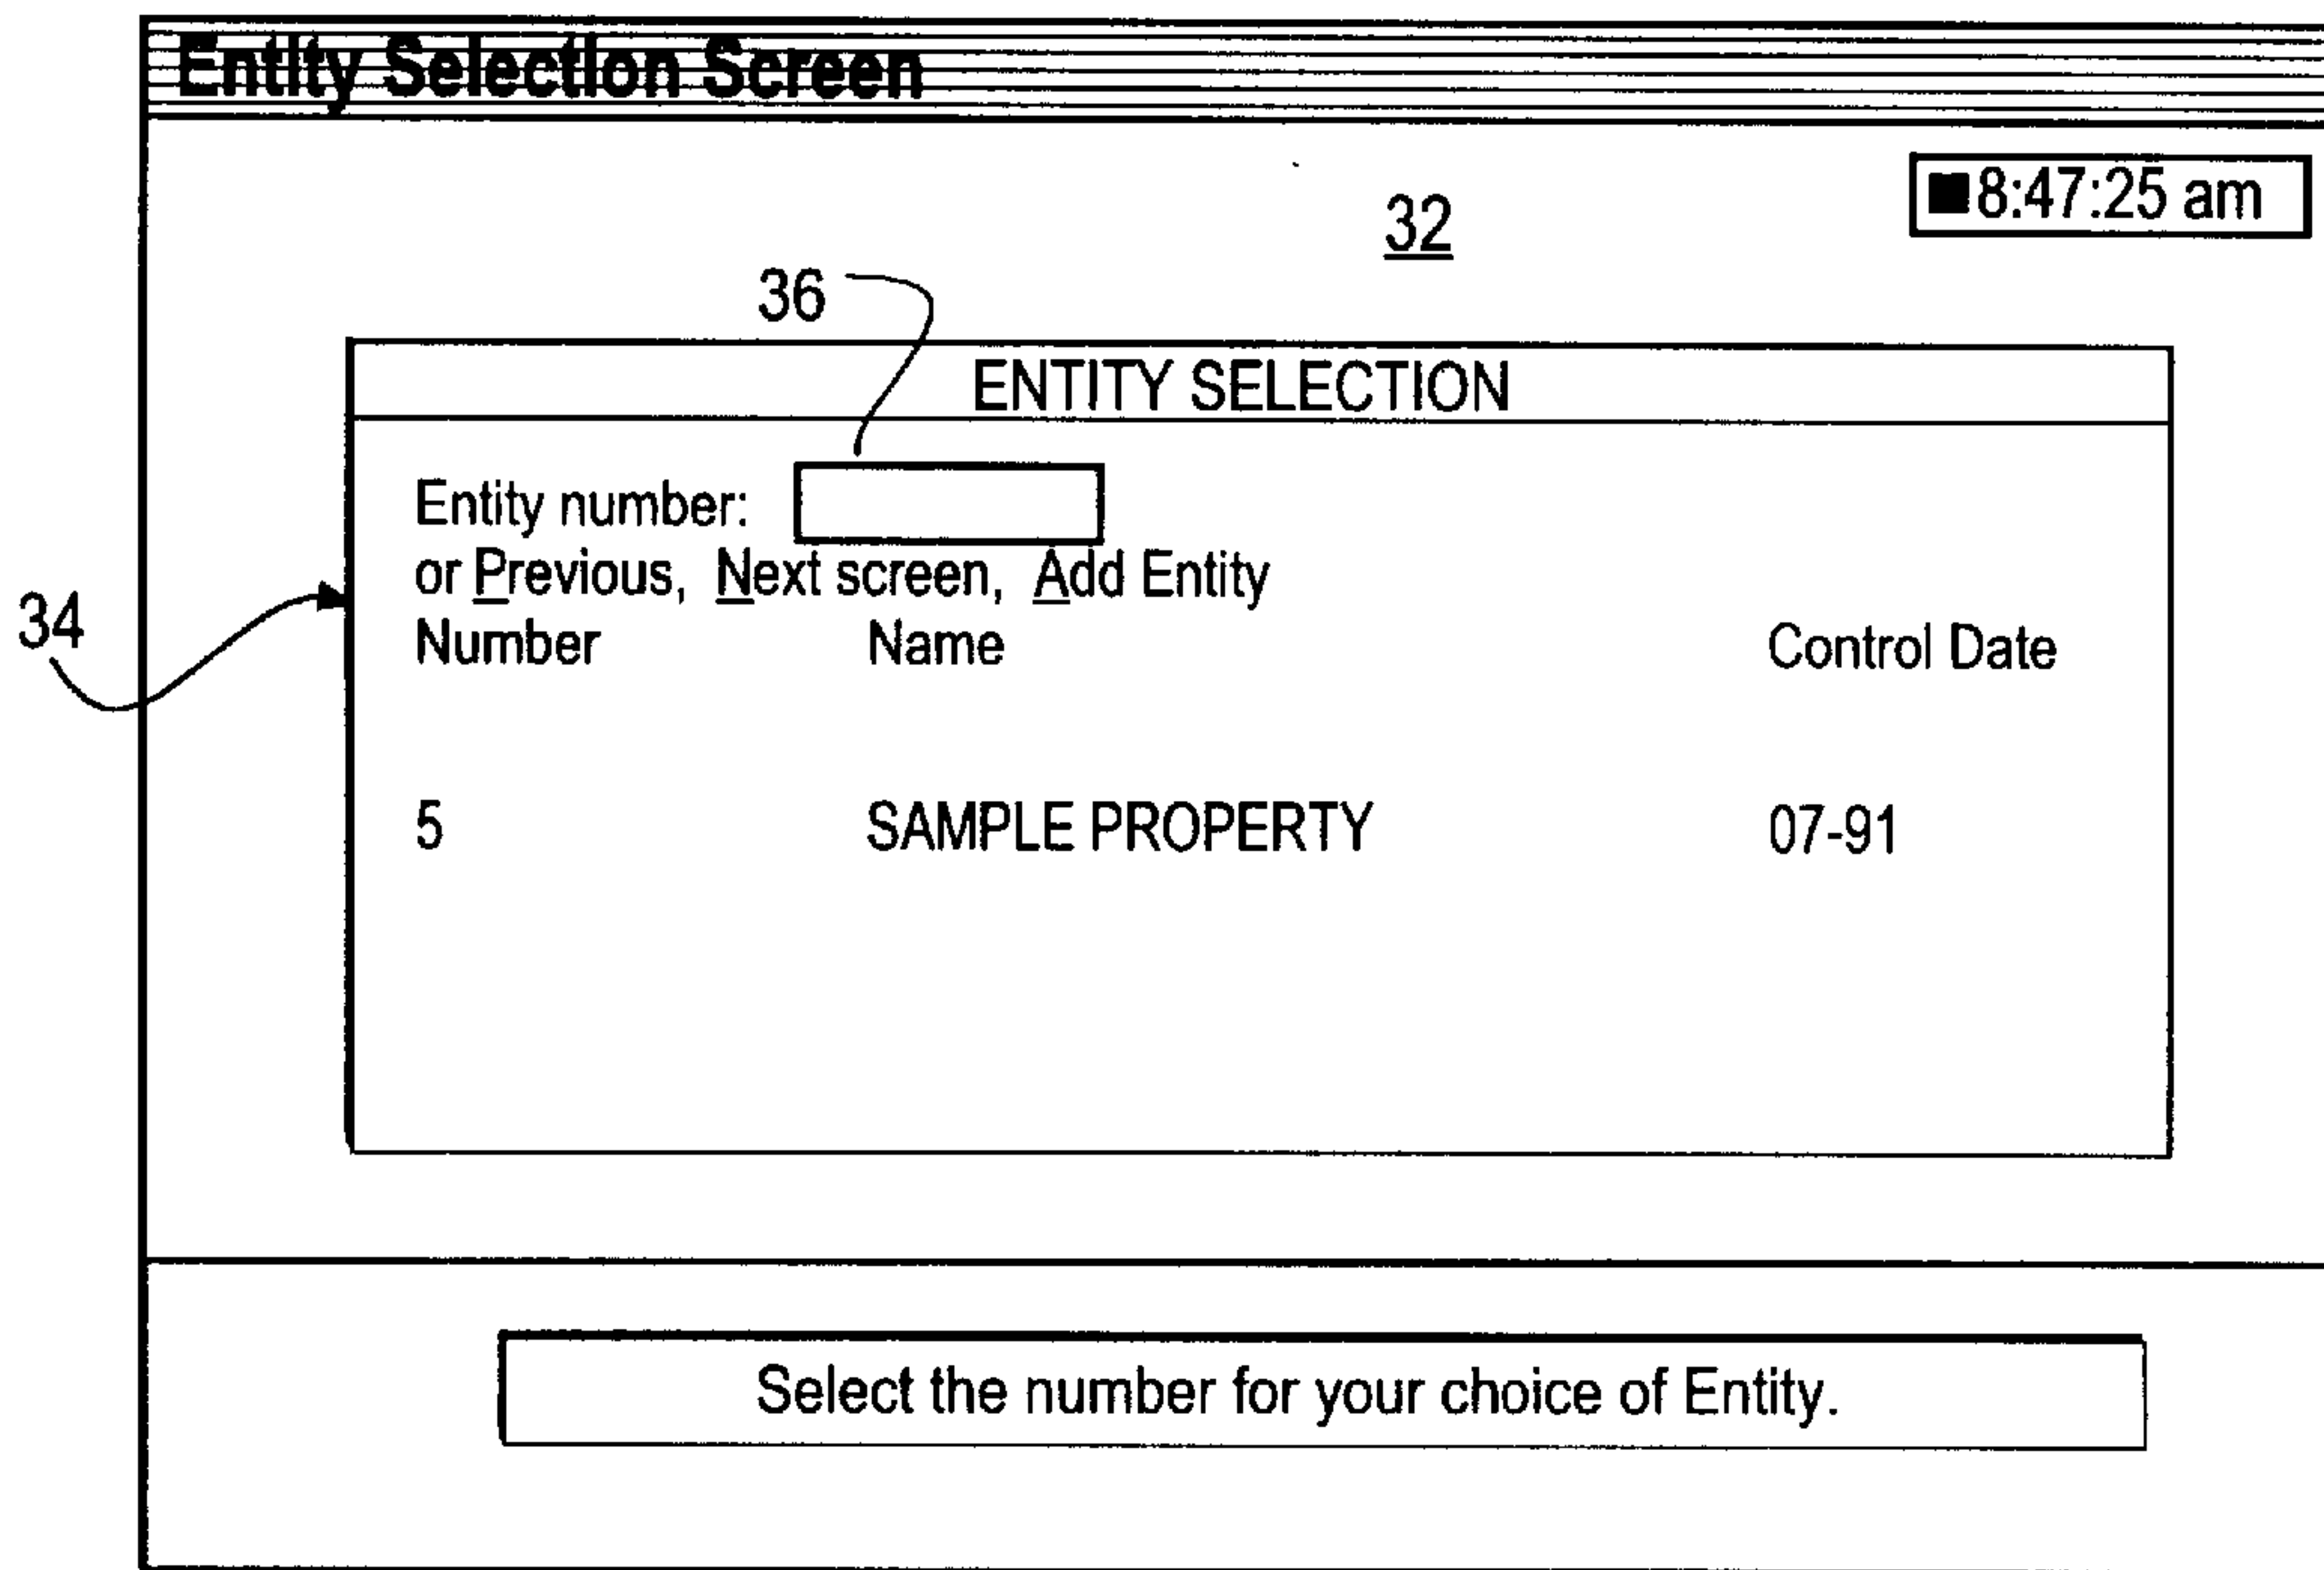 Entity Selection Screen
8:47:25 am
32
36
ENTITY SELECTION
Entity number:
or Previous, Next screen, Add Entity
34
Number Name Control Date
5 SAMPLE PROPERTY 07-91
Select the number for your choice of Entity.